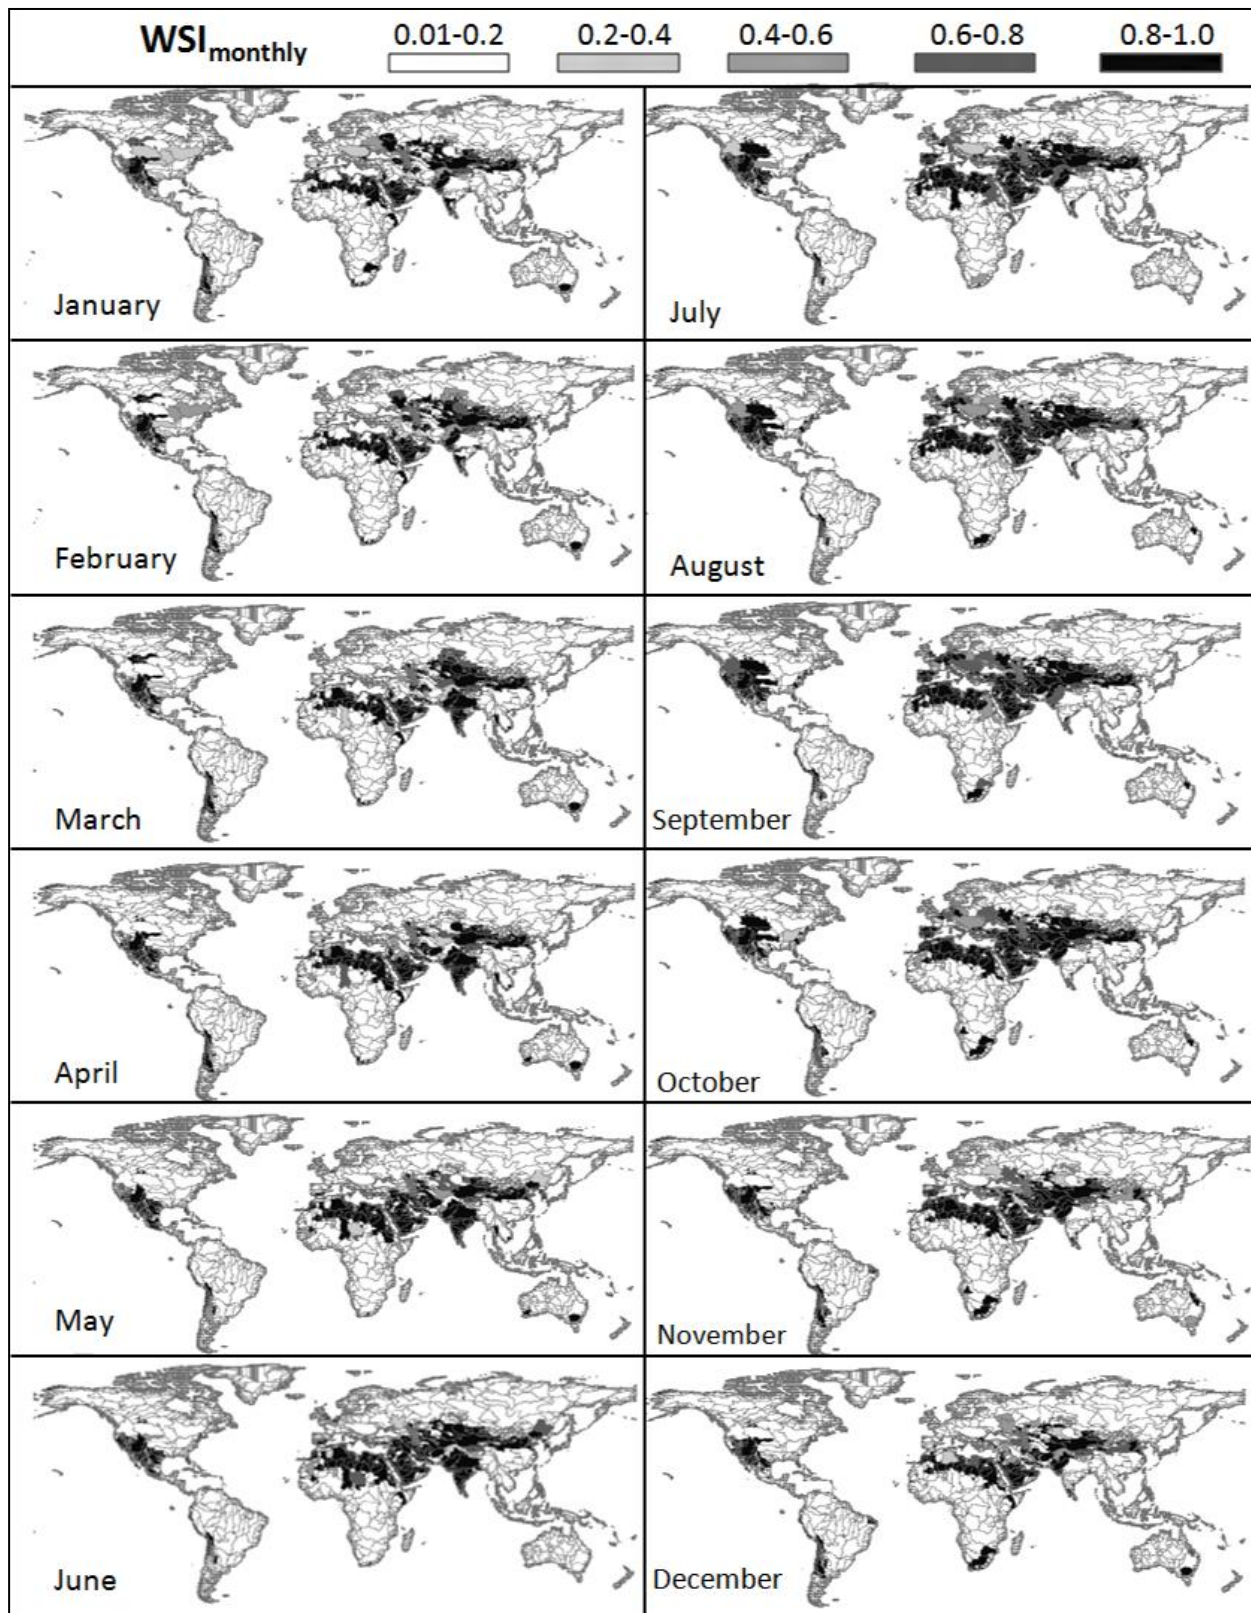 WSImonthly 0.01-0.2 0.2-0.4 0.4-0.6 0.6-0.8 0.8-1.0
January July
February August
March September
April October
May November
June December